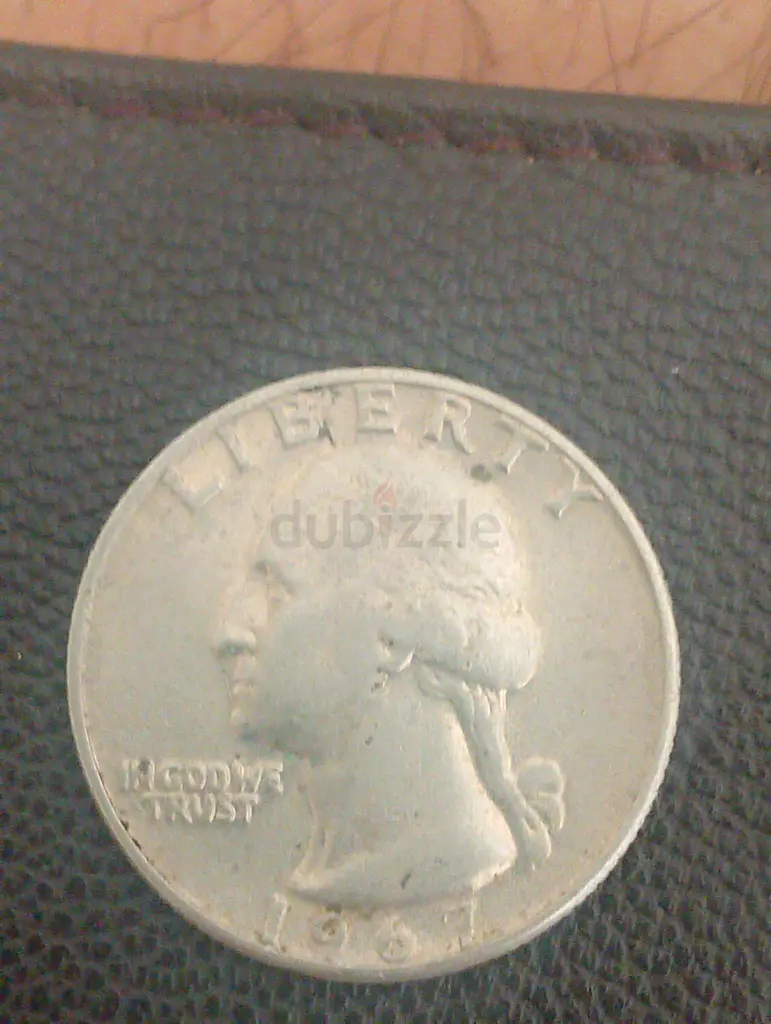 LIBERTY
dubizzle
IN GOD WE
TRUST
1967